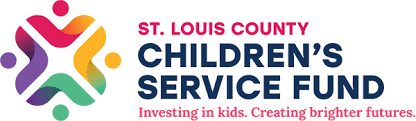 ST. LOUIS COUNTY
CHILDREN'S
SERVICE FUND
Investing in kids. Creating brighter futures.